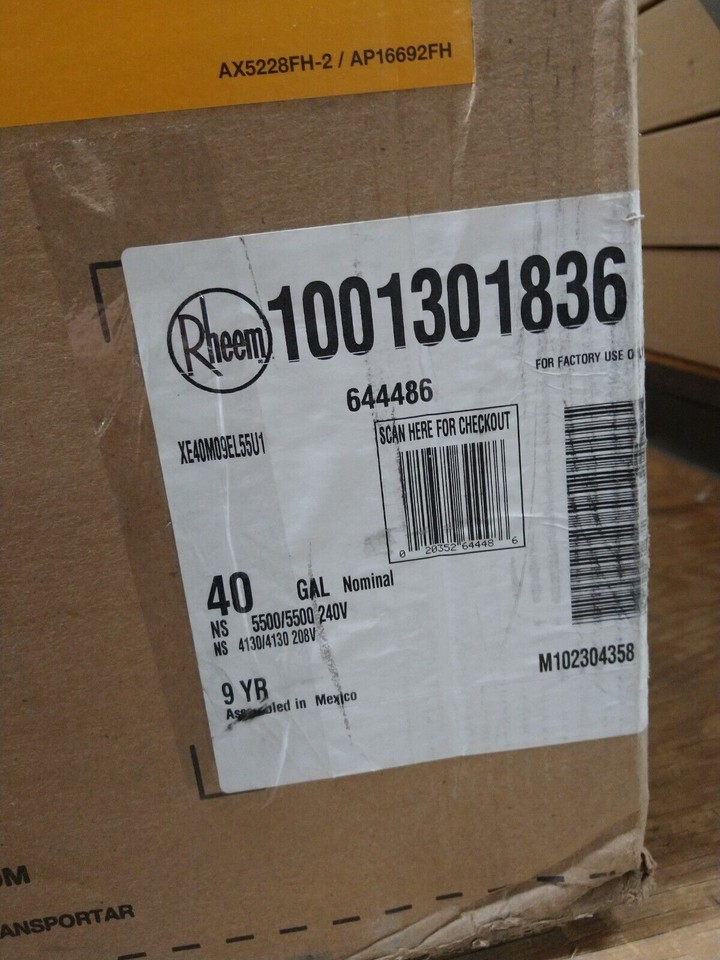 AX5228FH-2 / AP16692FH
Rheem 1001301836
FOR FACTORY USE
644486
SCAN HERE FOR CHECKOUT
XE40M09EL55U1
0 20352 64448 6
40 GAL Nominal
NS 5500/5500 240V
NS 4130/4130 208V
M102304358
9 YR
Assembled in Mexico
OM
ANSPORTAR